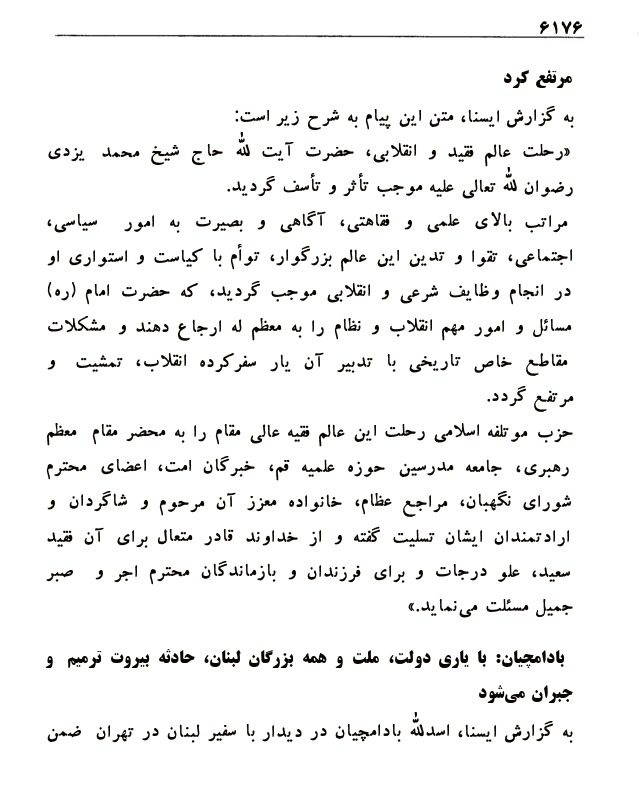 ۶۱۷۶
مرتفع کرد
به گزارش ایسنا، متن این پیام به شرح زیر است:
«رحلت عالم فقید و انقلابی، حضرت آیت لله حاج شیخ محمد یزدی
رضوان لله تعالی علیه موجب تأثر و تأسف گردید.
مراتب بالای علمی و فقاهتی، آگاهی و بصیرت به امور سیاسی،
اجتماعی، تقوا و تدین این عالم بزرگوار، توأم با کیاست و استواری او
در انجام وظایف شرعی و انقلابی موجب گردید، که حضرت امام (ره)
مسائل و امور مهم انقلاب و نظام را به معظم له ارجاع دهند و مشکلات
مقاطع خاص تاریخی با تدبیر آن یار سفرکرده انقلاب، تمشیت و
مرتفع گردد.
حزب موتلفه اسلامی رحلت این عالم فقیه عالی مقام را به محضر مقام معظم
رهبری، جامعه مدرسین حوزه علمیه قم، خبرگان امت، اعضای محترم
شورای نگهبان، مراجع عظام، خانواده معزز آن مرحوم و شاگردان و
ارادتمندان ایشان تسلیت گفته و از خداوند قادر متعال برای آن فقید
سعید، علو درجات و برای فرزندان و بازماندگان محترم اجر و صبر
جمیل مسئلت می‌نماید.»
بادامچیان: با یاری دولت، ملت و همه بزرگان لبنان، حادثه بیروت ترمیم و
جبران می‌شود
به گزارش ایسنا، اسدلله بادامچیان در دیدار با سفیر لبنان در تهران ضمن